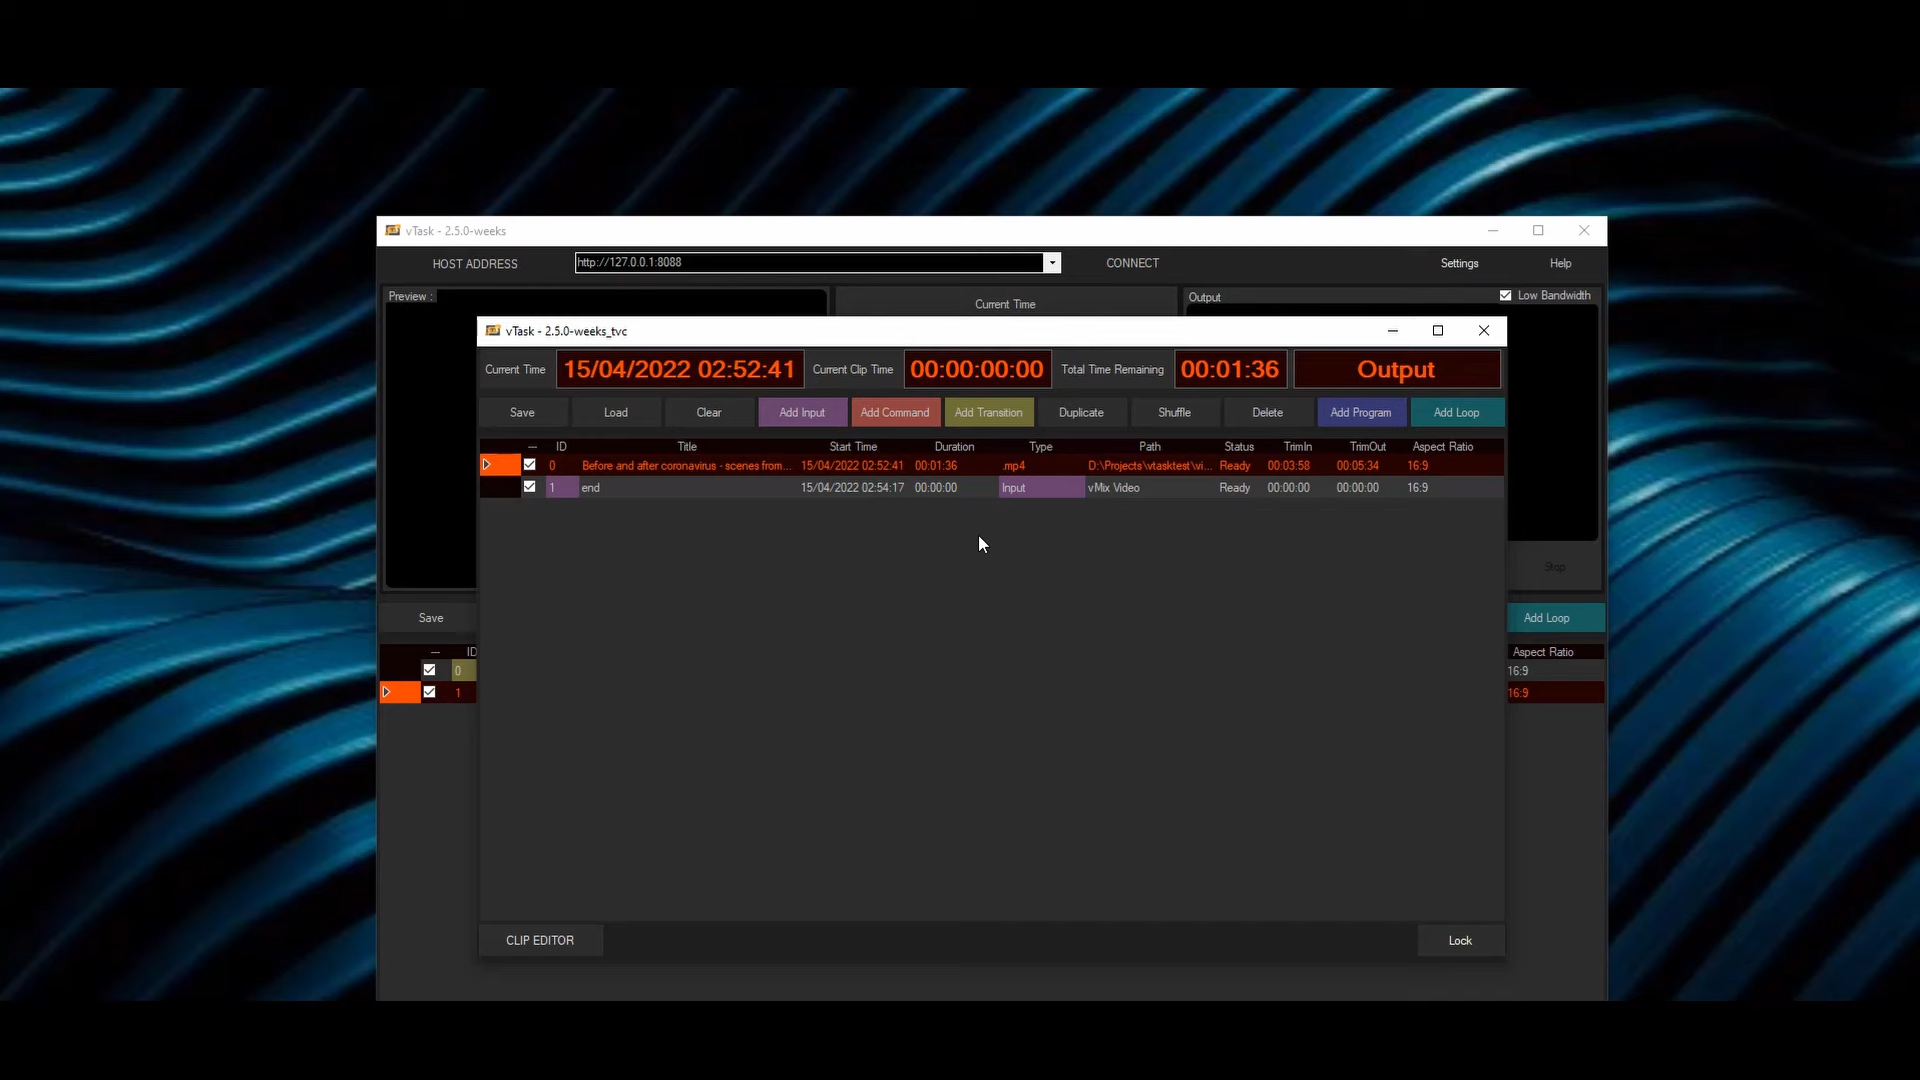 vTask - 2.5.0-weeks
HOST ADDRESS http://127.0.0.1:8088 CONNECT Settings Help
Preview : Current Time Output Low Bandwidth
vTask - 2.5.0-weeks_tvc
Current Time 15/04/2022 02:52:41 Current Clip Time 00:00:00:00 Total Time Remaining 00:01:36 Output
Save Load Clear Add Input Add Command Add Transition Duplicate Shuffle Delete Add Program Add Loop
--- ID Title Start Time Duration Type Path Status TrimIn TrimOut Aspect Ratio
0 Before and after coronavirus - scenes from... 15/04/2022 02:52:41 00:01:36 .mp4 D:\Projects\vtasktest\vi... Ready 00:03:58 00:05:34 16:9
1 end 15/04/2022 02:54:17 00:00:00 Input vMix Video Ready 00:00:00 00:00:00 16:9
Stop
Save Add Loop
--- ID Aspect Ratio
0 16:9
1 16:9
CLIP EDITOR Lock